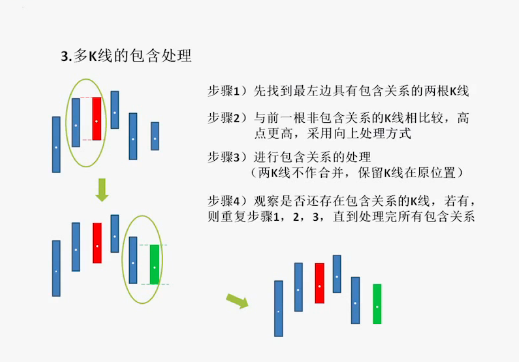 3.多K线的包含处理
步骤1）先找到最左边具有包含关系的两根K线
步骤2）与前一根非包含关系的K线相比较，高
点更高，采用向上处理方式
步骤3）进行包含关系的处理
（两K线不作合并，保留K线在原位置）
步骤4）观察是否还存在包含关系的K线，若有，
则重复步骤1，2，3，直到处理完所有包含关系